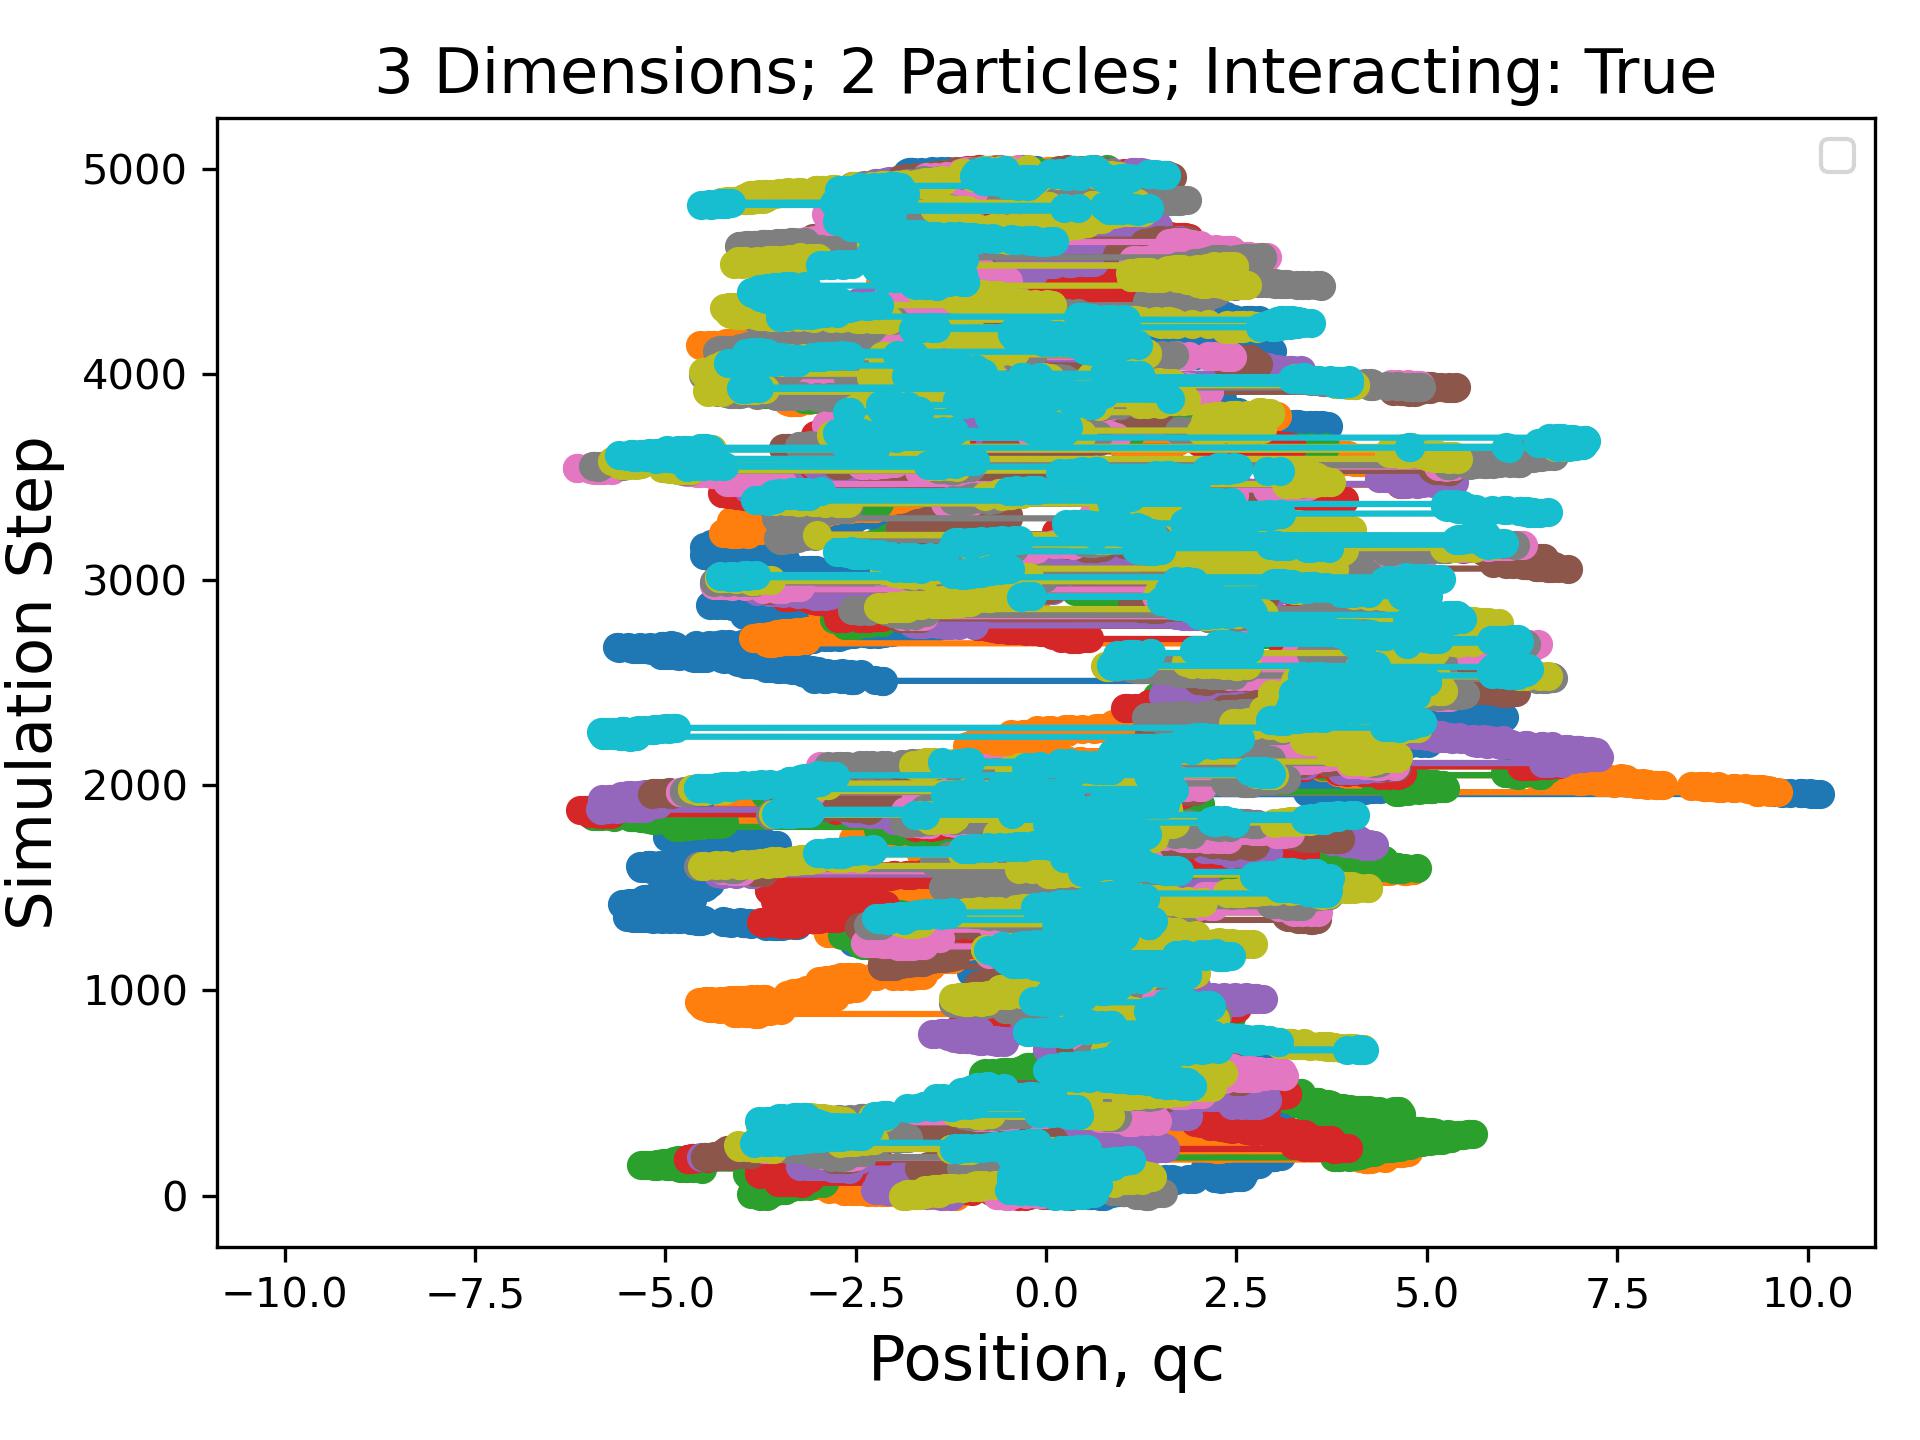 3 Dimensions; 2 Particles; Interacting: True
5000
4000
3000
2000
1000
0
Simulation Step
−10.0 −7.5 −5.0 −2.5 0.0 2.5 5.0 7.5 10.0
Position, qc